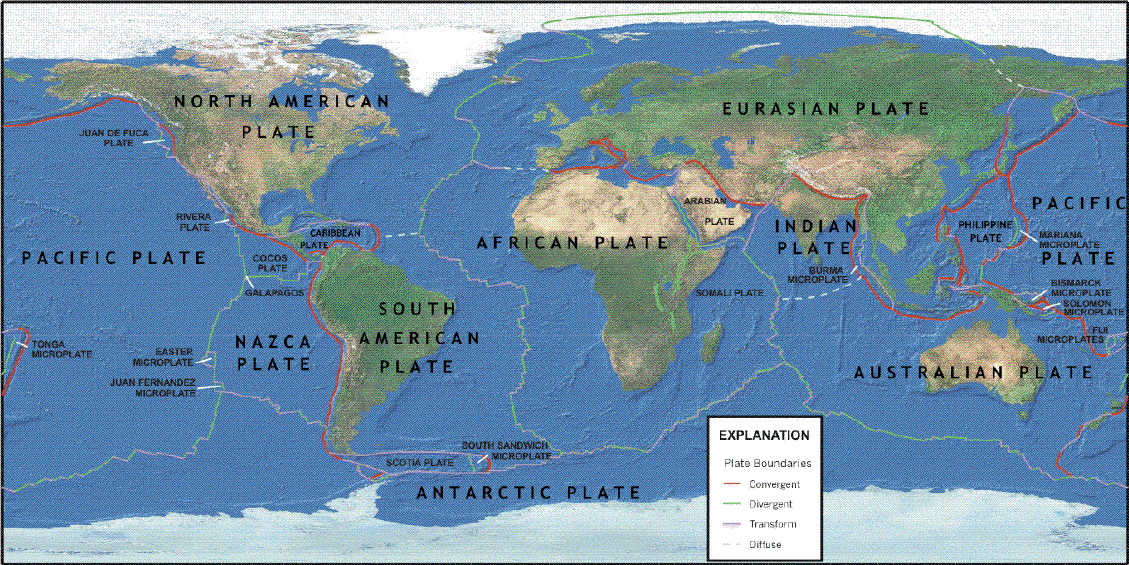 NORTH AMERICAN
PLATE
JUAN DE FUCA
PLATE
RIVERA
PLATE
CARIBBEAN
PLATE
PACIFIC PLATE
COCOS
PLATE
GALAPAGOS
TONGA
MICROPLATE
EASTER
MICROPLATE
JUAN FERNANDEZ
MICROPLATE
NAZCA
PLATE
SOUTH
AMERICAN
PLATE
SCOTIA PLATE
SOUTH SANDWICH
MICROPLATE
ANTARCTIC PLATE
EURASIAN PLATE
AFRICAN PLATE
ARABIAN
PLATE
INDIAN
PLATE
BURMA
MICROPLATE
SOMALI PLATE
PHILIPPINE
PLATE
PACIFIC
PLATE
MARIANA
MICROPLATE
BISMARCK
MICROPLATE
SOLOMON
MICROPLATE
FIJI
MICROPLATES
AUSTRALIAN PLATE
EXPLANATION
Plate Boundaries
Convergent
Divergent
Transform
Diffuse